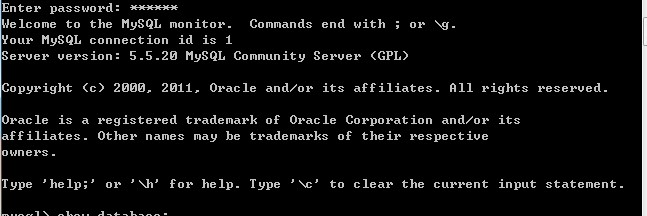 Enter password: ******
Welcome to the MySQL monitor.  Commands end with ; or \g.
Your MySQL connection id is 1
Server version: 5.5.20 MySQL Community Server (GPL)
Copyright (c) 2000, 2011, Oracle and/or its affiliates. All rights reserved.
Oracle is a registered trademark of Oracle Corporation and/or its
affiliates. Other names may be trademarks of their respective
owners.
Type 'help;' or '\h' for help. Type '\c' to clear the current input statement.
mysql> show database;